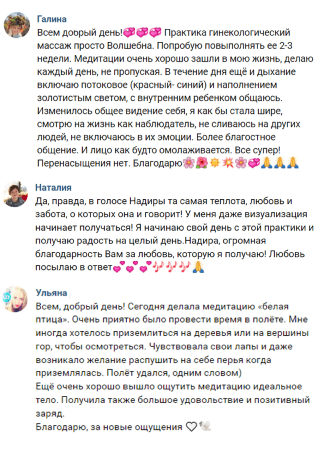 Галина
Всем доорый день!💞💞💞 Практика гинекологический
массаж просто Волшебна. Попробую повыполнять ее 2-3
недели. Медитации очень хорошо зашли в мою жизнь, делаю
каждый день, не пропуская. В течение дня ещё и дыхание
включаю потоковое (красный- синий) и наполнением
золотистым светом, с внутренним ребенком общаюсь.
Изменилось общее видение себя, я как бы стала шире,
смотрю на жизнь как наблюдатель, не сливаюсь на других
людей, не включаюсь в их эмоции. Более благостное
общение. И лицо как будто омолаживается. Все супер!
Перенасыщения нет. Благодарю🌸🌺☀️💥🌸💞🙏🙏🙏
Наталия
Да, правда, в голосе Надиры та самая теплота, любовь и
забота, о которых она и говорит! У меня даже визуализация
начинает получаться! Я начинаю свой день с этой практики и
получаю радость на целый день.Надира, огромная
благодарность Вам за любовь, которую я получаю! Любовь
посылаю в ответ💕💕💕🎶🎶🎶🙏
Ульяна
Всем, добрый день! Сегодня делала медитацию «белая
птица». Очень приятно было провести время в полёте. Мне
иногда хотелось приземлиться на деревья или на вершины
гор, чтобы осмотреться. Чувствовала свои лапы и даже
возникало желание распушить на себе перья когда
приземлялась. Полёт удался, одним словом)
Ещё очень хорошо вышло ощутить медитацию идеальное
тело. Получила также большое удовольствие и позитивный
заряд.
Благодарю, за новые ощущения 🤍🕊